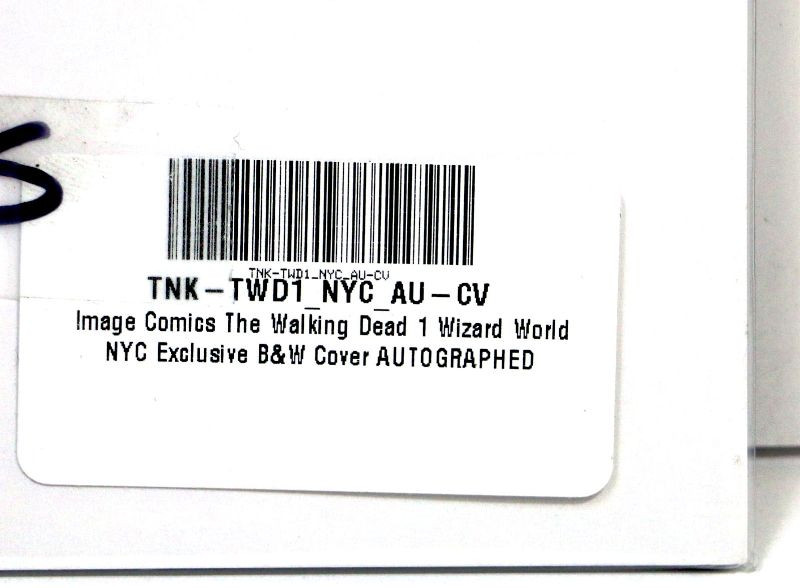 TNK-TWD1_NYC_AU-CV
TNK-TWD1_NYC_AU-CV
Image Comics The Walking Dead 1 Wizard World
NYC Exclusive B&W Cover AUTOGRAPHED